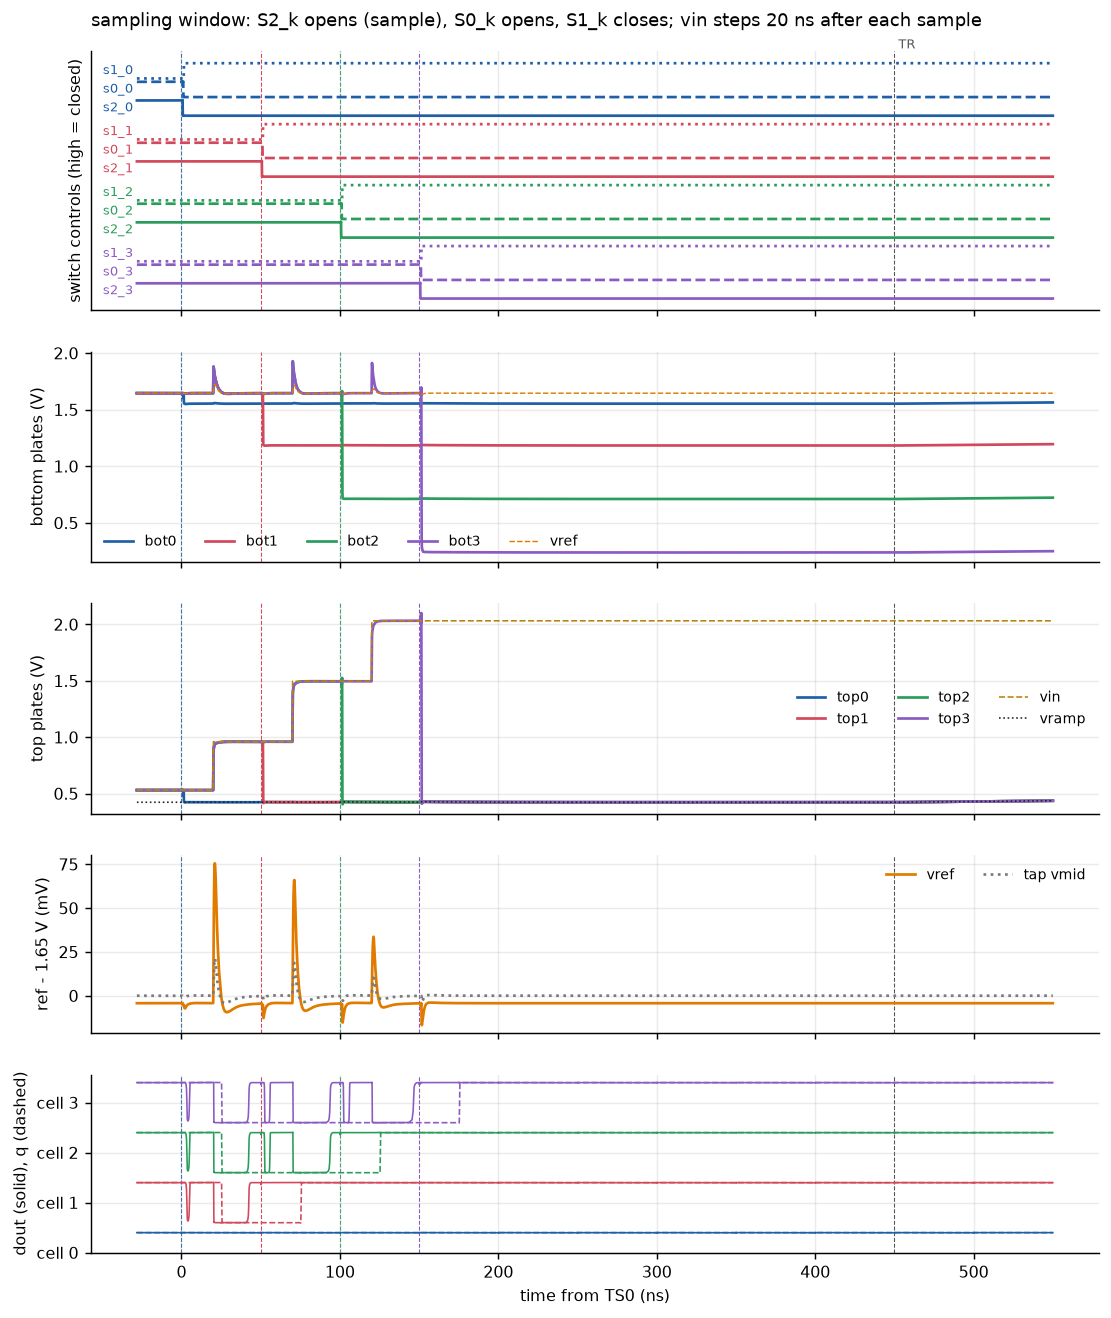 sampling window: S2_k opens (sample), S0_k opens, S1_k closes; vin steps 20 ns after each sample
TR
switch controls (high = closed)
s1_0
s0_0
s2_0
s1_1
s0_1
s2_1
s1_2
s0_2
s2_2
s1_3
s0_3
s2_3
bottom plates (V)
2.0
1.5
1.0
0.5
bot0 bot1 bot2 bot3 vref
top plates (V)
2.0
1.5
1.0
0.5
top0 top2 vin
top1 top3 vramp
ref - 1.65 V (mV)
75
50
25
0
vref tap vmid
dout (solid), q (dashed)
cell 3
cell 2
cell 1
cell 0
0 100 200 300 400 500
time from TS0 (ns)